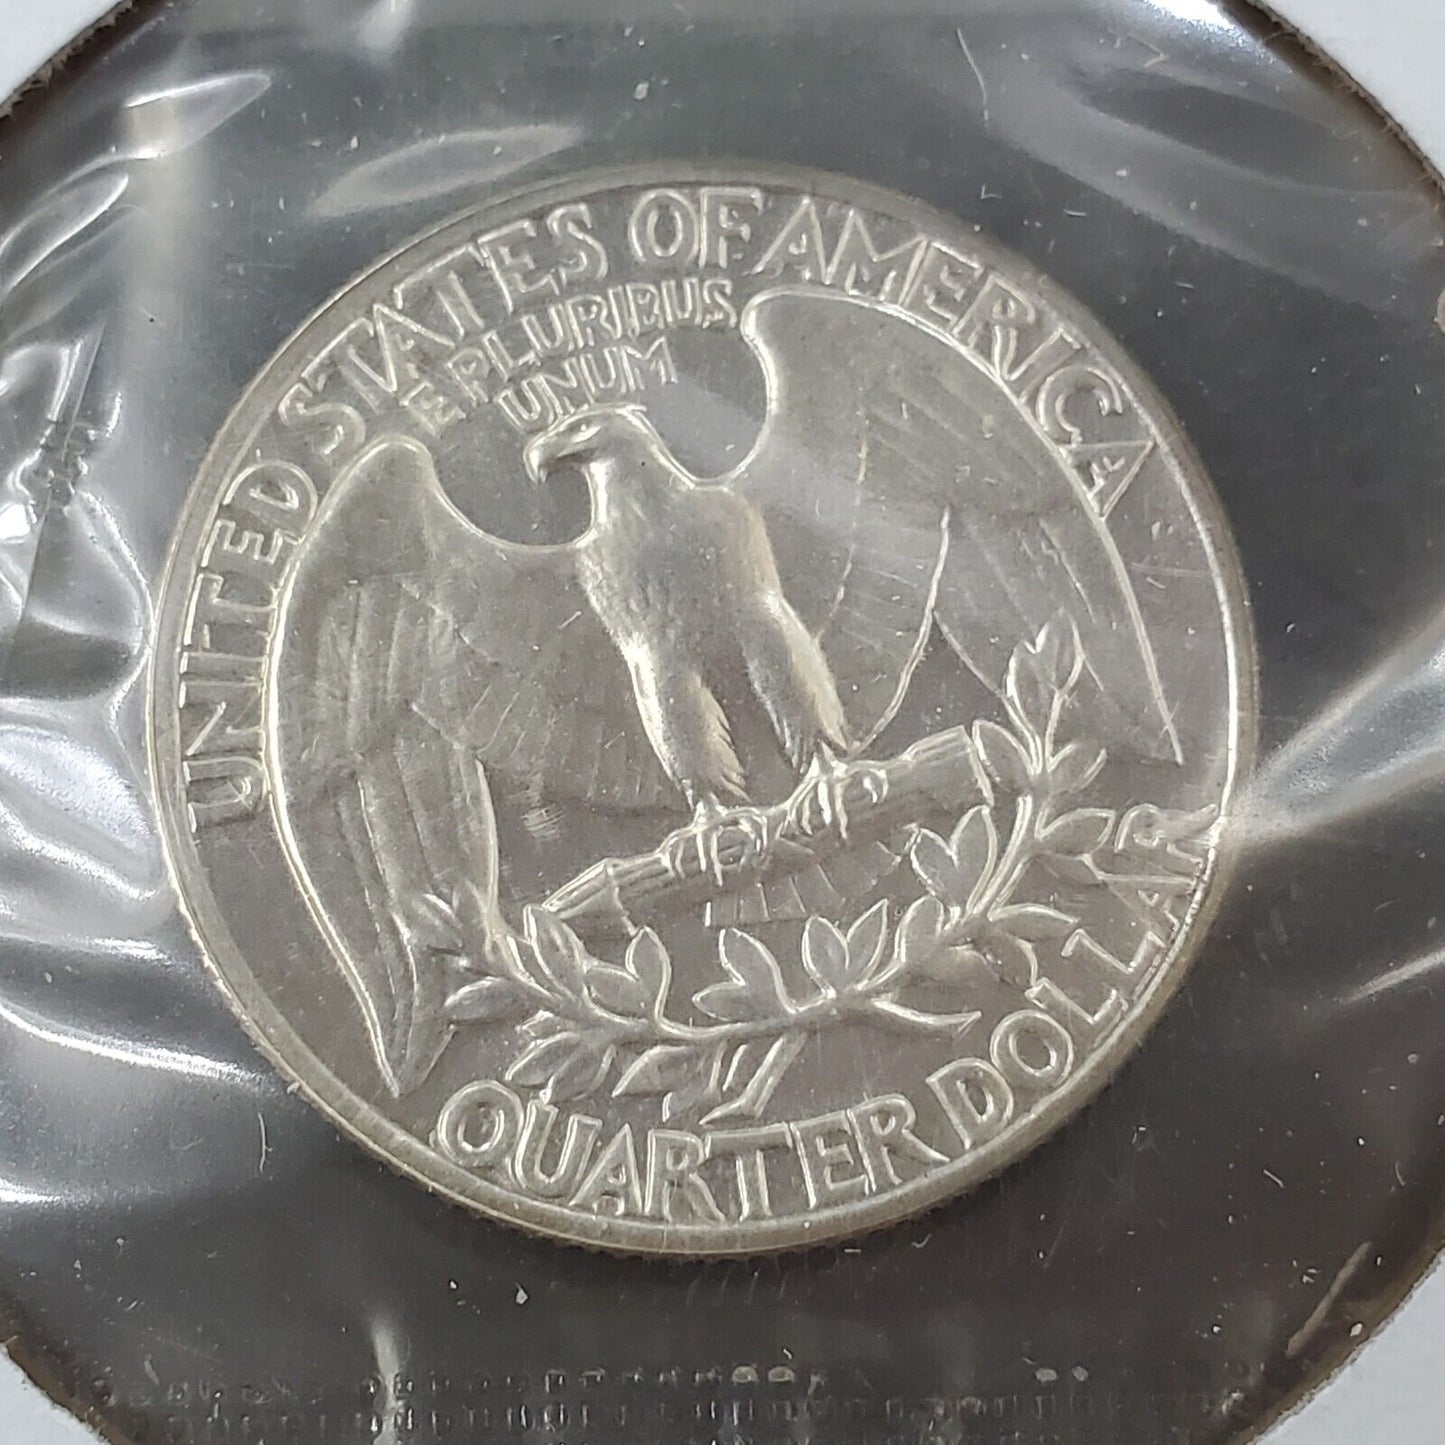 UNITED STATES OF AMERICA
E PLURIBUS
UNUM
QUARTER DOLLAR